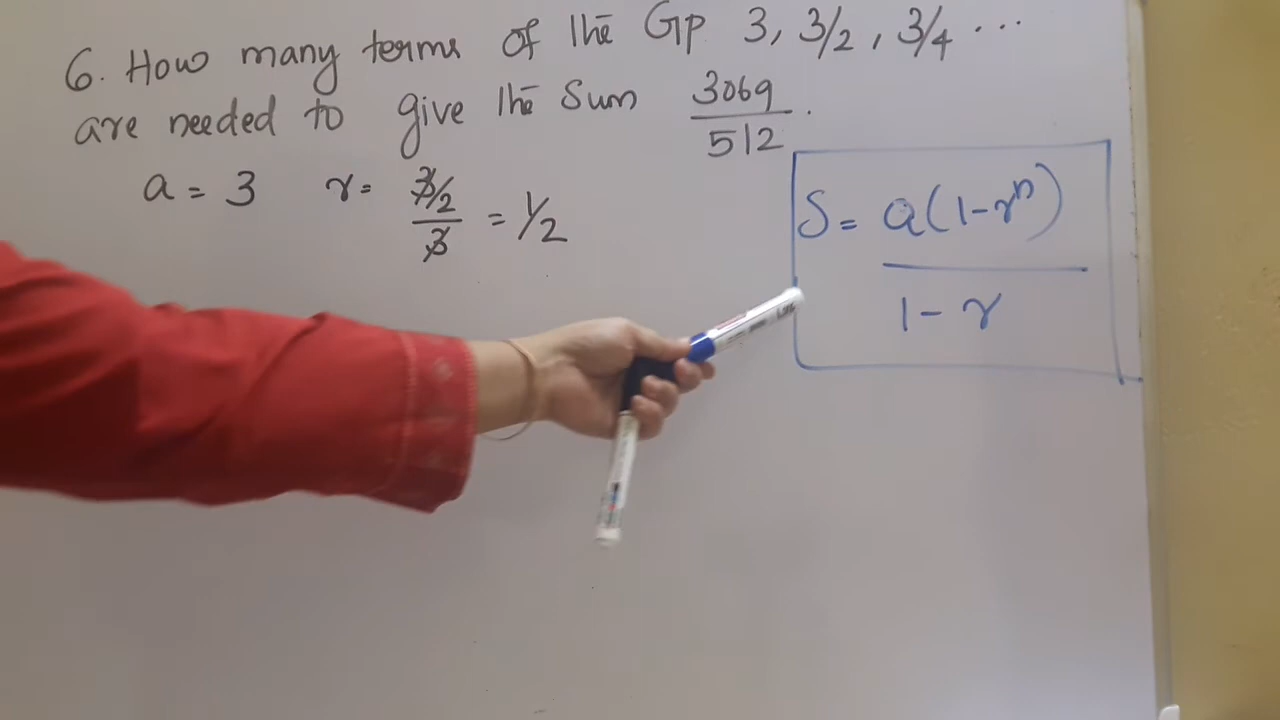 6. How many terms of the Gp 3, 3/2, 3/4 ...
are needed to give the Sum 3069/512.
a = 3 r = 3/2/3 = 1/2
S = a(1-r^n)/1-r